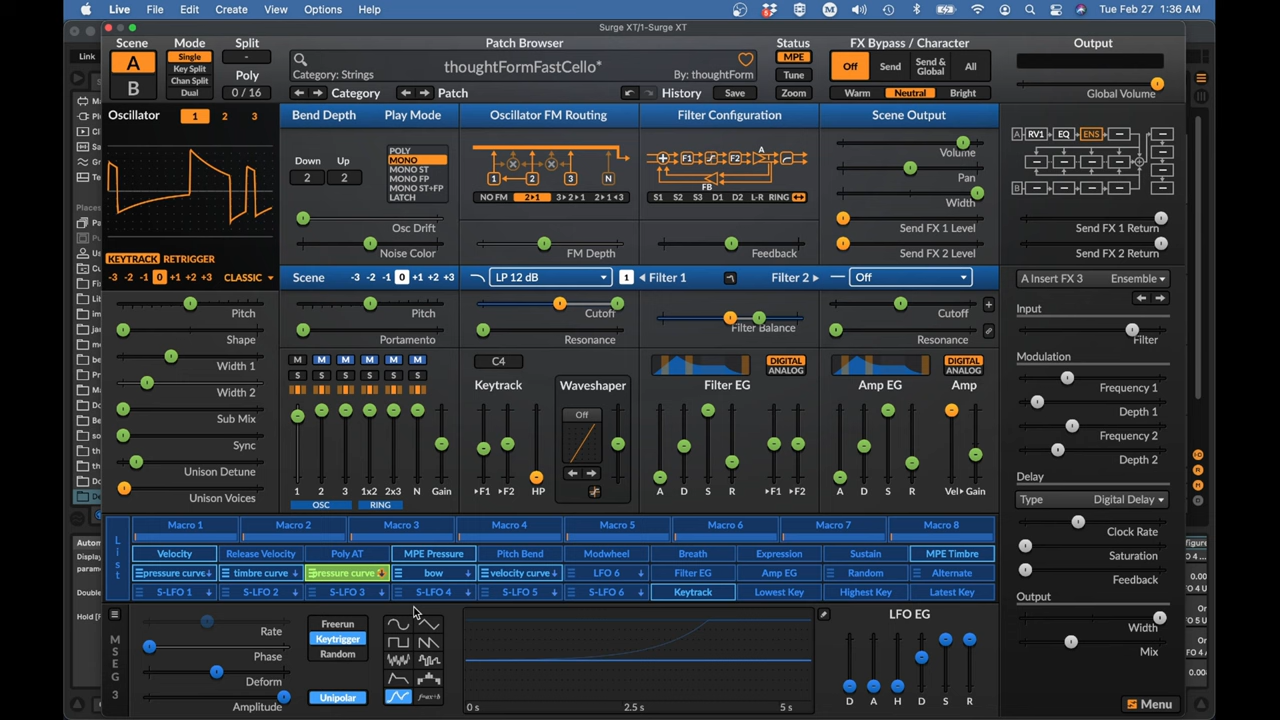 Live File Edit Create View Options Help Tue Feb 27 1:36 AM
Surge XT/1-Surge XT
Link
Scene Mode Split Patch Browser Status FX Bypass / Character Output
A Single - MPE
Key Split thoughtFormFastCello* Off Send Send & Global All
B Chan Split Poly Category: Strings By: thoughtForm Tune
Dual 0 / 16 Category Patch History Save Zoom Warm Neutral Bright Global Volume
Oscillator 1 2 3 Bend Depth Play Mode Oscillator FM Routing Filter Configuration Scene Output
A RV1 EQ ENS
B
Down Up POLY
2 2 MONO
MONO ST
MONO FP
MONO ST+FP
LATCH
1 2 3 N
NO FM 2>1 3>2>1 2>1<3
A
F1 F2
FB
S1 S2 S3 D1 D2 L-R RING
Volume
Pan
Width
Osc Drift Send FX 1 Level Send FX 1 Return
Noise Color FM Depth Feedback Send FX 2 Level Send FX 2 Return
KEYTRACK RETRIGGER
-3 -2 -1 0 +1 +2 +3 CLASSIC Scene -3 -2 -1 0 +1 +2 +3 LP 12 dB 1 Filter 1 Filter 2 Off A Insert FX 3 Ensemble
Pitch Pitch Cutoff Filter Balance Cutoff Input
Shape Portamento Resonance Resonance Filter
Width 1 M M M M M C4 DIGITAL DIGITAL Modulation
S S S S S S ANALOG ANALOG
Width 2 Keytrack Waveshaper Filter EG Amp EG Amp Frequency 1
Sub Mix Off Depth 1
Sync Frequency 2
Unison Detune Depth 2
Unison Voices 1 2 3 1x2 2x3 N Gain >F1 >F2 HP A D S R >F1 >F2 A D S R Vel>Gain
OSC RING
Delay
Type Digital Delay
Clock Rate
Saturation
Feedback
Output
Width
Mix
List
Macro 1 Macro 2 Macro 3 Macro 4 Macro 5 Macro 6 Macro 7 Macro 8
Velocity Release Velocity Poly AT MPE Pressure Pitch Bend Modwheel Breath Expression Sustain MPE Timbre
pressure curve timbre curve pressure curve bow velocity curve LFO 6 Filter EG Amp EG Random Alternate
S-LFO 1 S-LFO 2 S-LFO 3 S-LFO 4 S-LFO 5 S-LFO 6 Keytrack Lowest Key Highest Key Latest Key
MSEG 3
Rate Freerun LFO EG
Phase Keytrigger
Deform Random
Amplitude Unipolar
0 s 2.5 s 5 s
D A H D S R
Menu